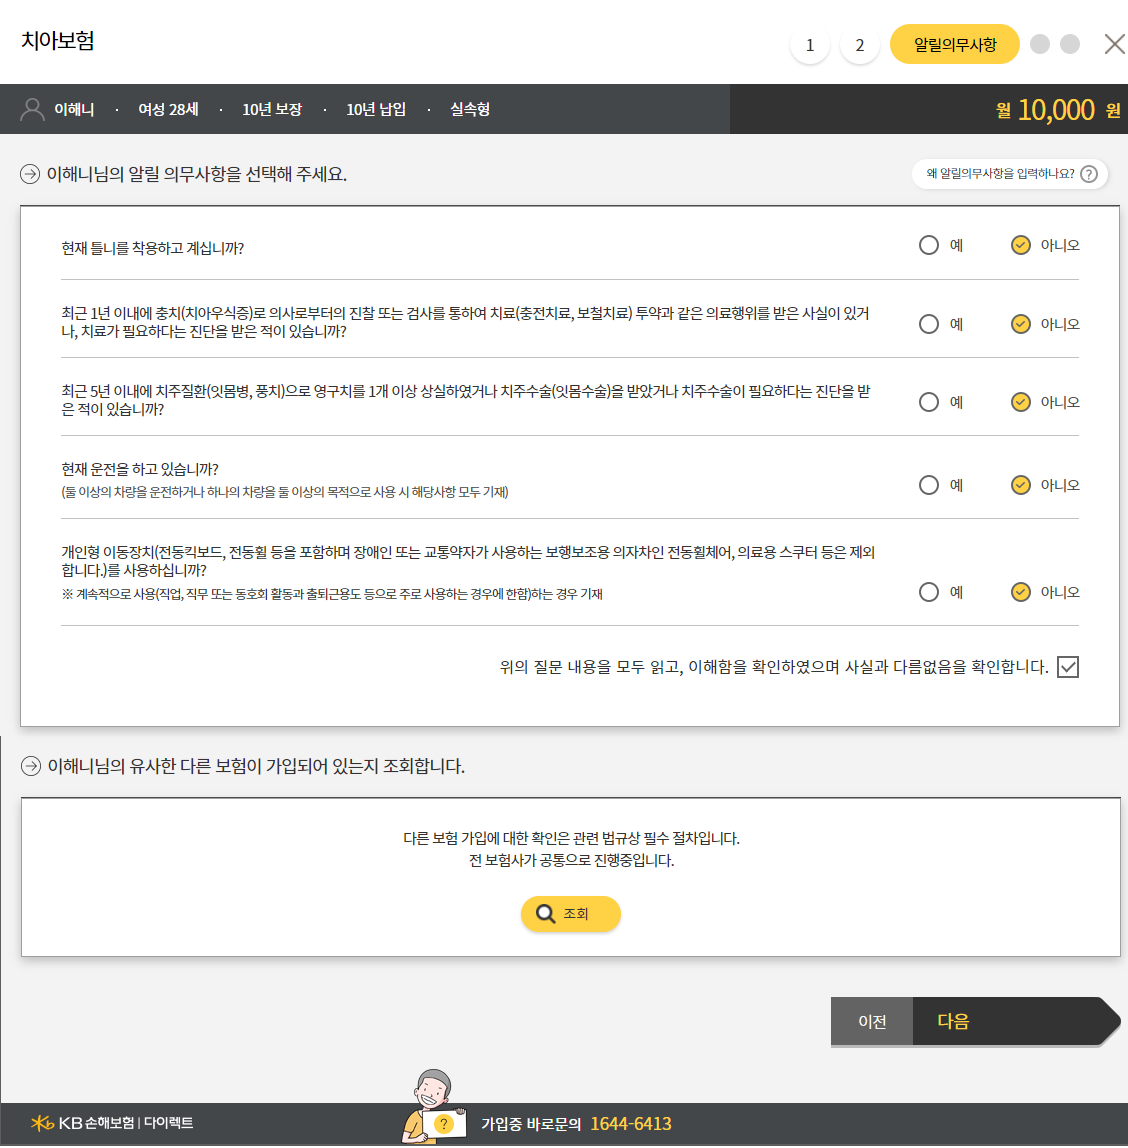 치아보험
1 2 알릴의무사항
이해니 · 여성 28세 · 10년 보장 · 10년 납입 · 실속형
월 10,000 원
이해니님의 알릴 의무사항을 선택해 주세요.
왜 알릴의무사항을 입력하나요? ?
현재 틀니를 착용하고 계십니까?
예 아니오
최근 1년 이내에 충치(치아우식증)로 의사로부터의 진찰 또는 검사를 통하여 치료(충전치료, 보철치료) 투약과 같은 의료행위를 받은 사실이 있거
나, 치료가 필요하다는 진단을 받은 적이 있습니까?
예 아니오
최근 5년 이내에 치주질환(잇몸병, 풍치)으로 영구치를 1개 이상 상실하였거나 치주수술(잇몸수술)을 받았거나 치주수술이 필요하다는 진단을 받
은 적이 있습니까?
예 아니오
현재 운전을 하고 있습니까?
(둘 이상의 차량을 운전하거나 하나의 차량을 둘 이상의 목적으로 사용 시 해당사항 모두 기재)
예 아니오
개인형 이동장치(전동킥보드, 전동휠 등을 포함하며 장애인 또는 교통약자가 사용하는 보행보조용 의자차인 전동휠체어, 의료용 스쿠터 등은 제외
합니다.)를 사용하십니까?
※ 계속적으로 사용(직업, 직무 또는 동호회 활동과 출퇴근용도 등으로 주로 사용하는 경우에 한함)하는 경우 기재
예 아니오
위의 질문 내용을 모두 읽고, 이해함을 확인하였으며 사실과 다름없음을 확인합니다.
이해니님의 유사한 다른 보험이 가입되어 있는지 조회합니다.
다른 보험 가입에 대한 확인은 관련 법규상 필수 절차입니다.
전 보험사가 공통으로 진행중입니다.
조회
이전 다음
KB손해보험 | 다이렉트
?
가입중 바로문의 1644-6413